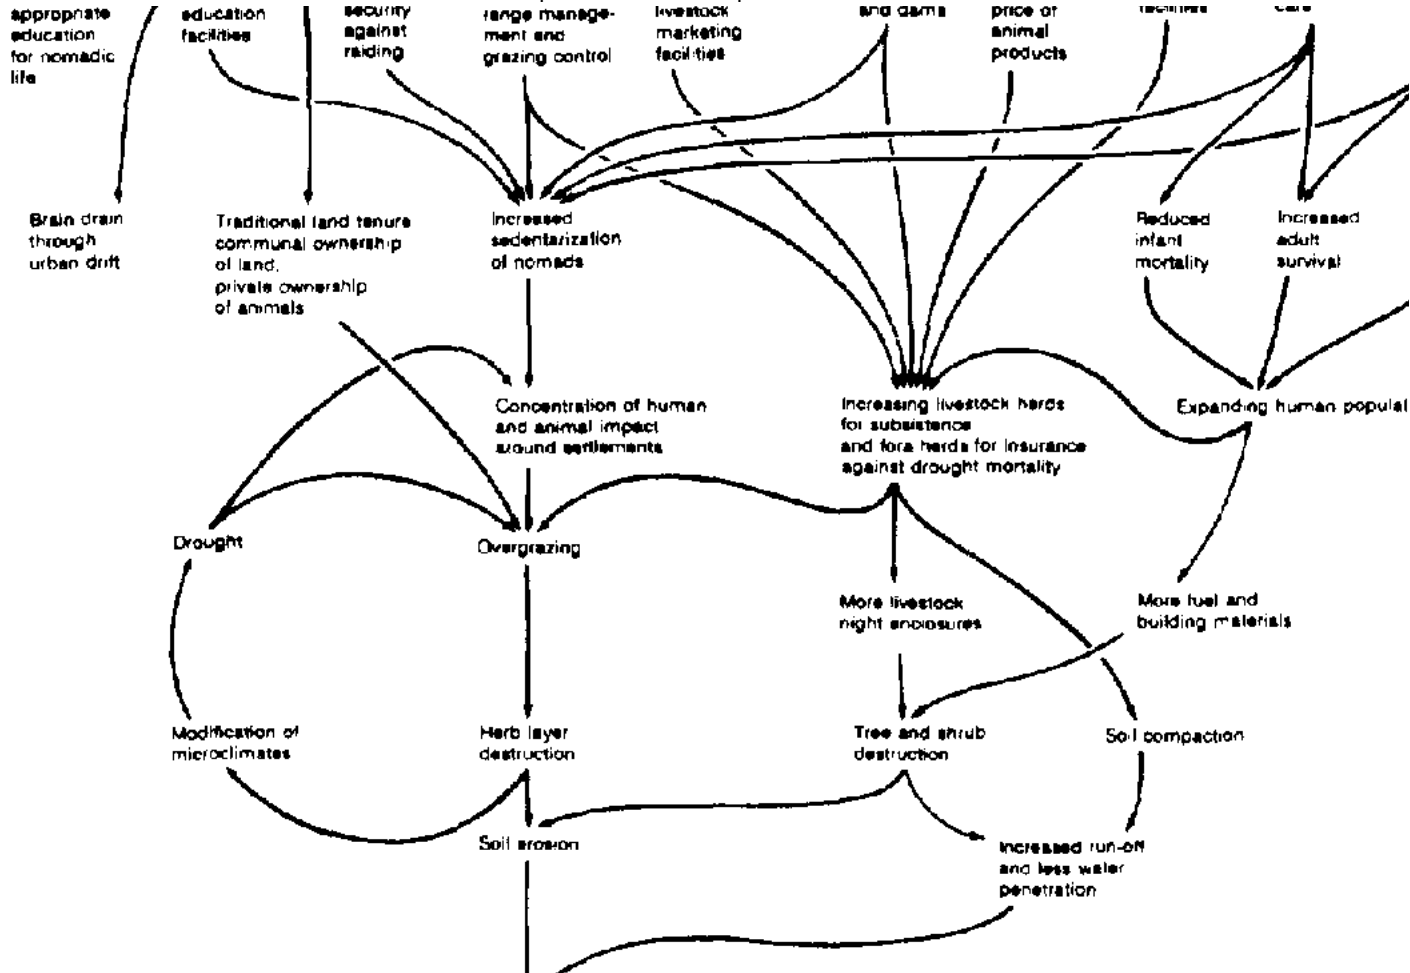 appropriate
education
for nomadic
life
education
facilities
security
against
raiding
range manage-
ment and
grazing control
livestock
marketing
facilities
and dams
price of
animal
products
facilities
care
Brain drain
through
urban drift
Traditional land tenure
communal ownership
of land,
private ownership
of animals
Increased
sedentarization
of nomads
Reduced
infant
mortality
Increased
adult
survival
Concentration of human
and animal impact
around settlements
Increasing livestock herds
for subsistence
and fora herds for insurance
against drought mortality
Expanding human populat
Drought
Overgrazing
More livestock
night enclosures
More fuel and
building materials
Modification of
microclimates
Herb layer
destruction
Tree and shrub
destruction
Soil compaction
Soil erosion
Increased run-off
and less water
penetration